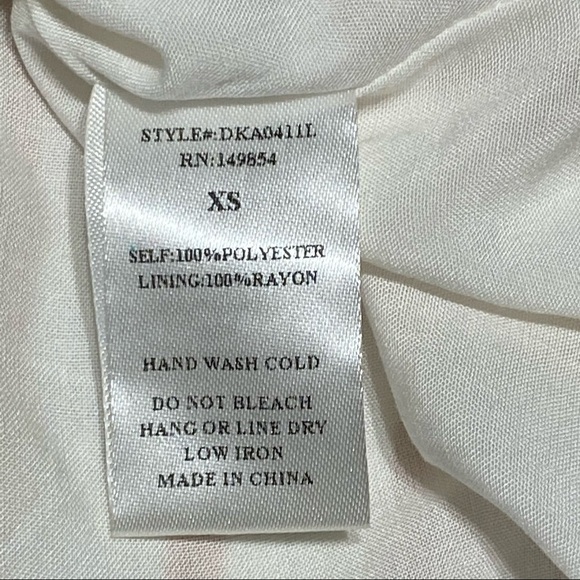 STYLE#:DKA0411L
RN:149854
XS
SELF:100%POLYESTER
LINING:100%RAYON
HAND WASH COLD
DO NOT BLEACH
HANG OR LINE DRY
LOW IRON
MADE IN CHINA